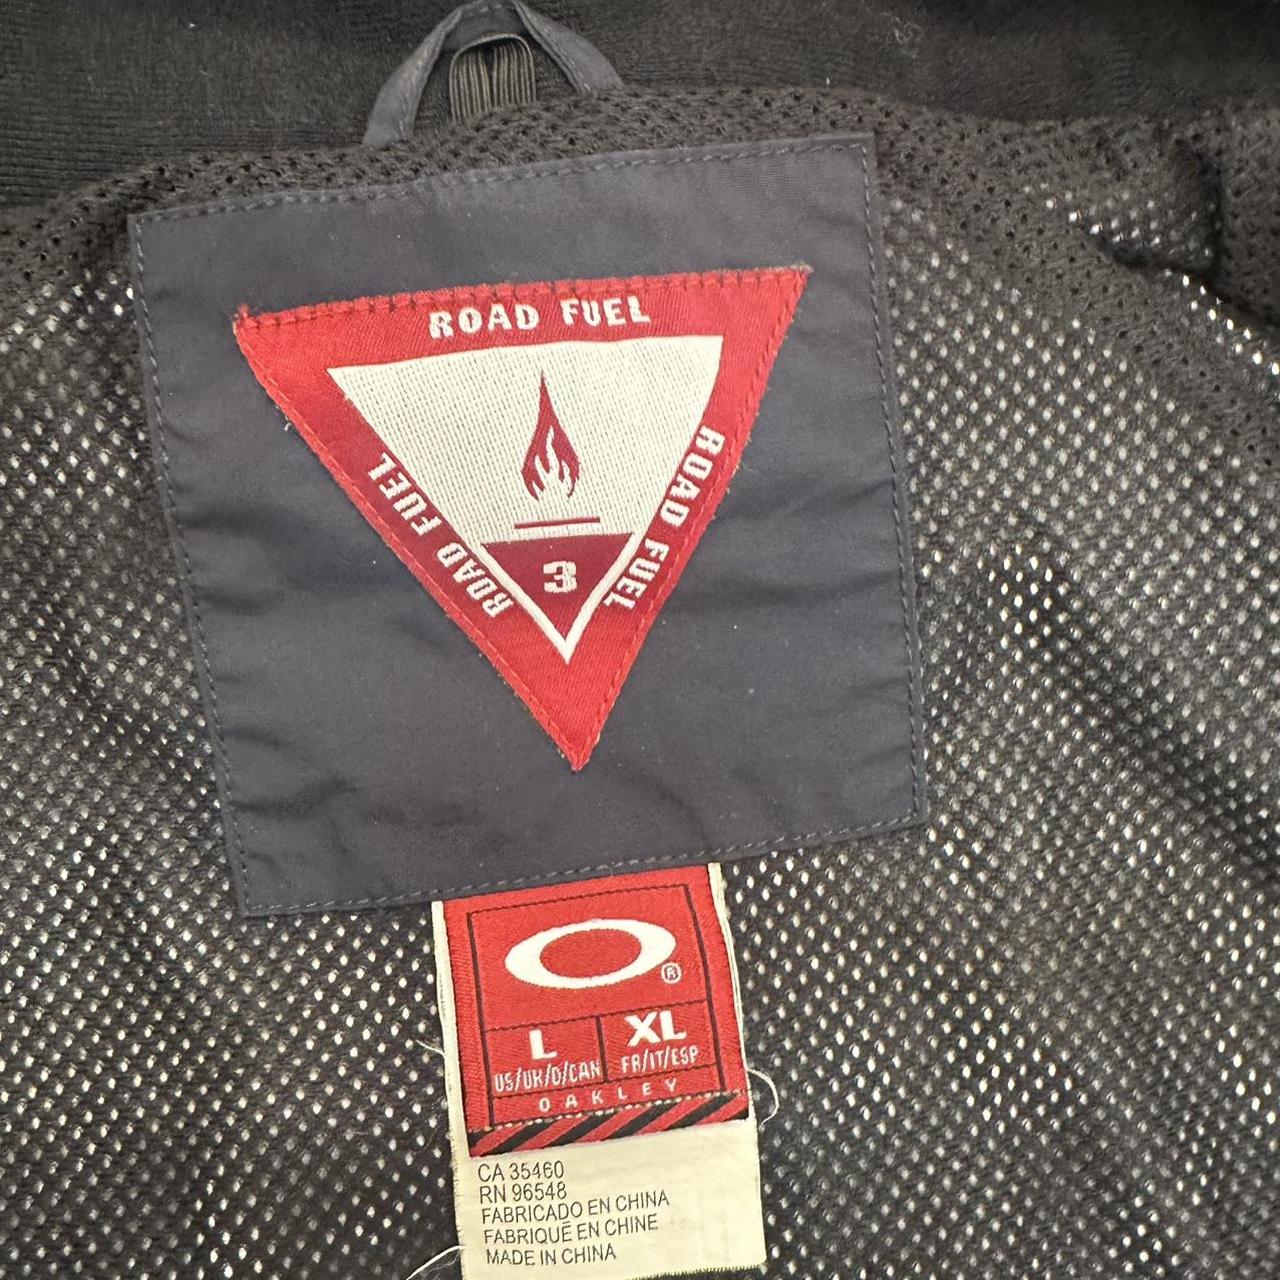 ROAD FUEL
ROAD FUEL
ROAD FUEL
3
®
L XL
US/UK/D/CAN FR/IT/ESP
OAKLEY
CA 35460
RN 96548
FABRICADO EN CHINA
FABRIQUĒ EN CHINE
MADE IN CHINA